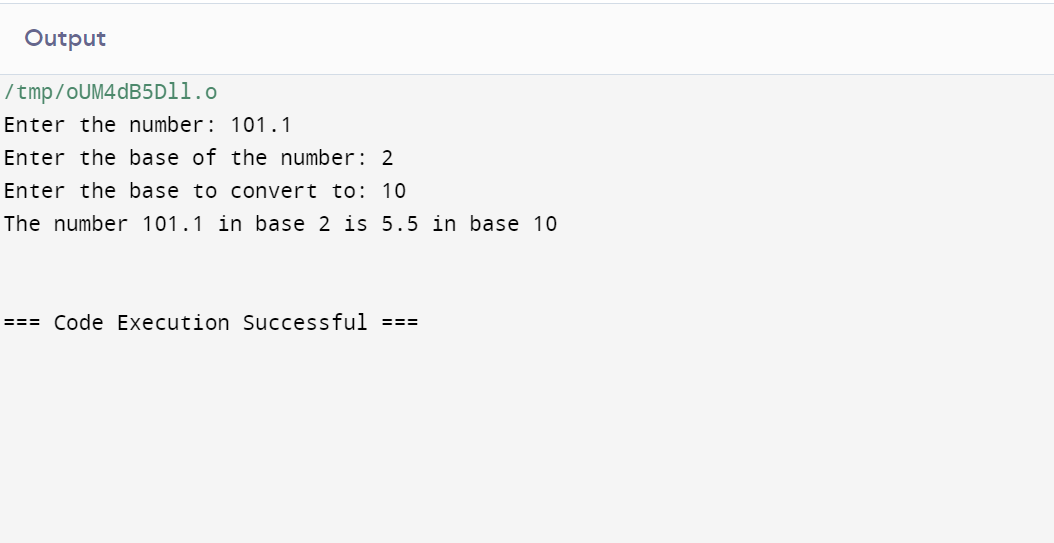 Output
/tmp/oUM4dB5Dll.o
Enter the number: 101.1
Enter the base of the number: 2
Enter the base to convert to: 10
The number 101.1 in base 2 is 5.5 in base 10
=== Code Execution Successful ===